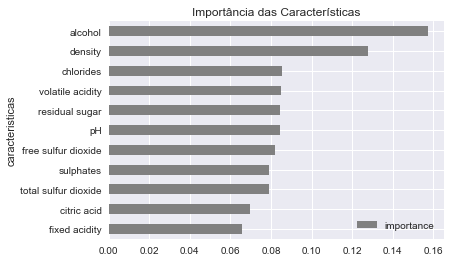 Importância das Características
alcohol
density
chlorides
volatile acidity
residual sugar
pH
free sulfur dioxide
sulphates
total sulfur dioxide
citric acid
fixed acidity
caracteristicas
importance
0.00 0.02 0.04 0.06 0.08 0.10 0.12 0.14 0.16